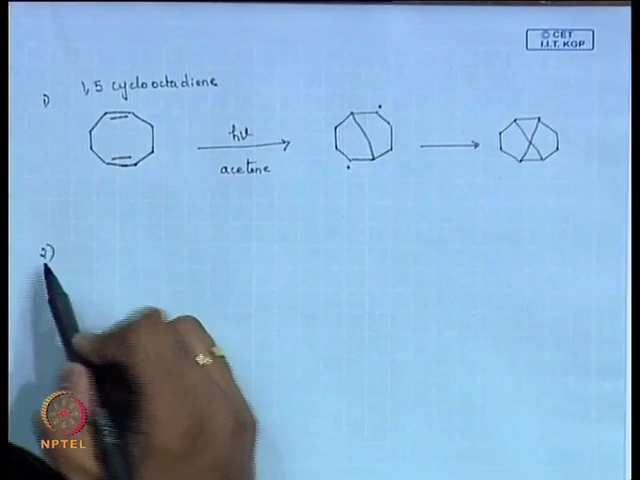 © CET
I.I.T. KGP
1) 1,5 cyclooctadiene
hν
acetone
2)
NPTEL